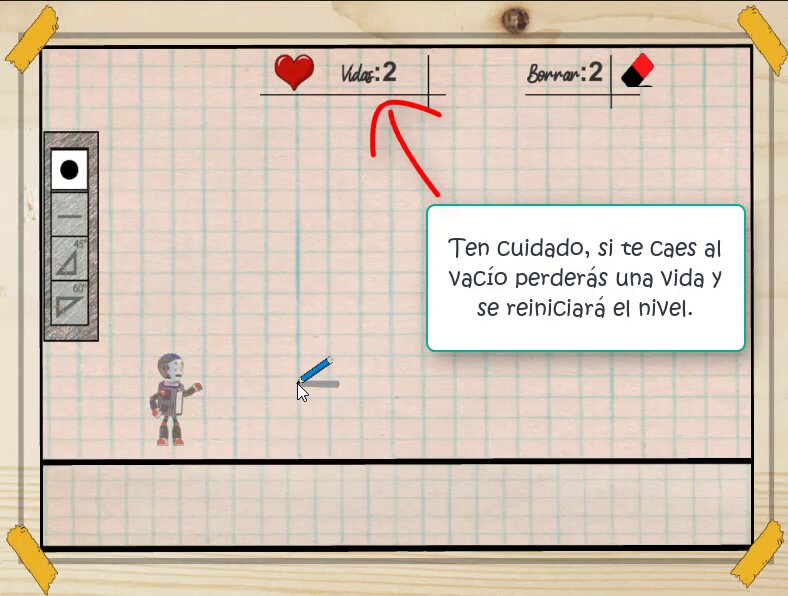 Vidas:2
Borrar:2
45°
60°
Ten cuidado, si te caes al
vacío perderás una vida y
se reiniciará el nivel.